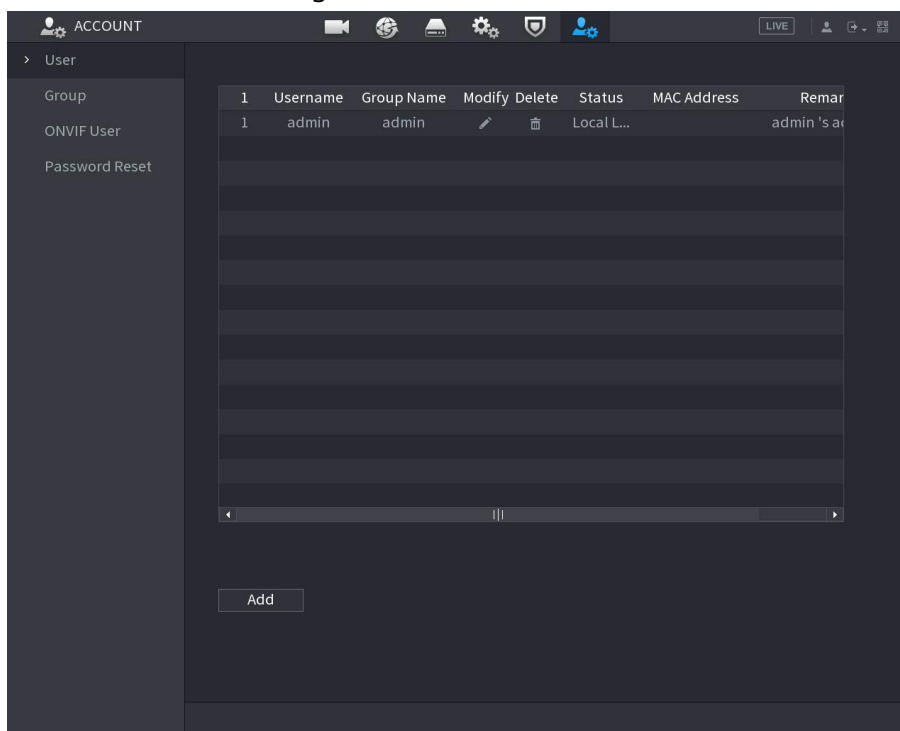 ACCOUNT
LIVE
User
Group
ONVIF User
Password Reset
1 Username Group Name Modify Delete Status MAC Address Remar
1 admin admin Local L... admin 's a
Add